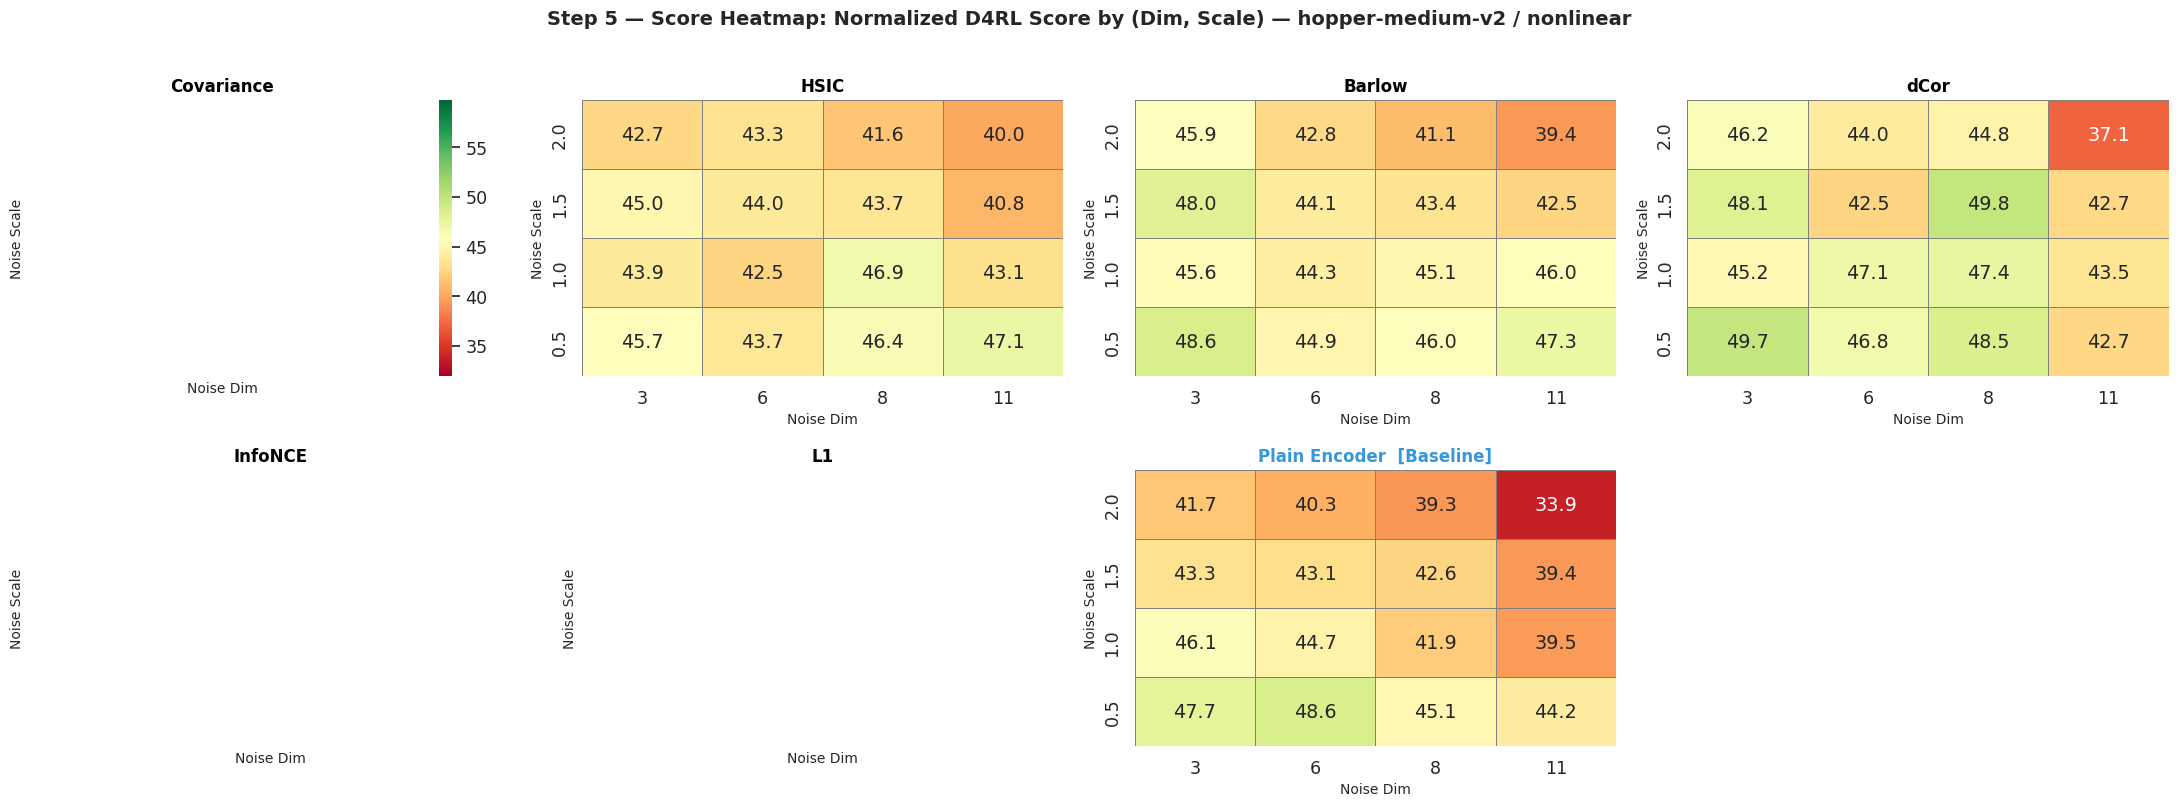 Step 5 — Score Heatmap: Normalized D4RL Score by (Dim, Scale) — hopper-medium-v2 / nonlinear
Covariance
Noise Scale
Noise Dim
55
50
45
40
35
HSIC
Noise Scale
2.0 42.7 43.3 41.6 40.0
1.5 45.0 44.0 43.7 40.8
1.0 43.9 42.5 46.9 43.1
0.5 45.7 43.7 46.4 47.1
3 6 8 11
Noise Dim
Barlow
Noise Scale
2.0 45.9 42.8 41.1 39.4
1.5 48.0 44.1 43.4 42.5
1.0 45.6 44.3 45.1 46.0
0.5 48.6 44.9 46.0 47.3
3 6 8 11
Noise Dim
dCor
Noise Scale
2.0 46.2 44.0 44.8 37.1
1.5 48.1 42.5 49.8 42.7
1.0 45.2 47.1 47.4 43.5
0.5 49.7 46.8 48.5 42.7
3 6 8 11
Noise Dim
InfoNCE
Noise Scale
Noise Dim
L1
Noise Scale
Noise Dim
Plain Encoder [Baseline]
Noise Scale
2.0 41.7 40.3 39.3 33.9
1.5 43.3 43.1 42.6 39.4
1.0 46.1 44.7 41.9 39.5
0.5 47.7 48.6 45.1 44.2
3 6 8 11
Noise Dim